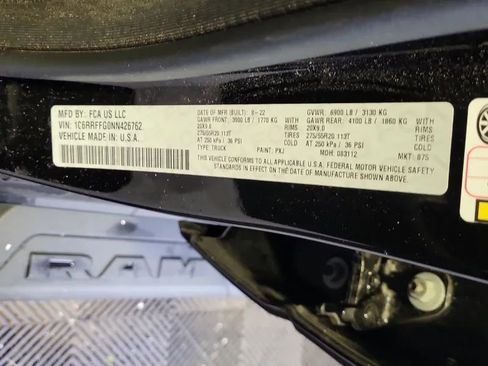 MFD BY: FCA US LLC
DATE OF MFR (BUILT): 8-22
GVWR: 6900 LB / 3130 KG
GAWR FRONT: 3900 LB / 1770 KG
GAWR REAR: 4100 LB / 1860 KG
20X9.0
RIMS
20X9.0
RIMS
275/55R20 113T
TIRES
275/55R20 113T
TIRES
AT 250 kPa / 36 PSI
COLD
AT 250 kPa / 36 PSI
COLD
VIN: 1C6RRFFG0NN426762
TYPE: TRUCK
PAINT: PXJ
MDH: 083112
MKT: 87S
VEHICLE MADE IN: U.S.A.
THIS VEHICLE CONFORMS TO ALL APPLICABLE U.S.A. FEDERAL MOTOR VEHICLE SAFETY
STANDARDS IN EFFECT ON THE DATE OF MANUFACTURE SHOWN ABOVE.
RAM